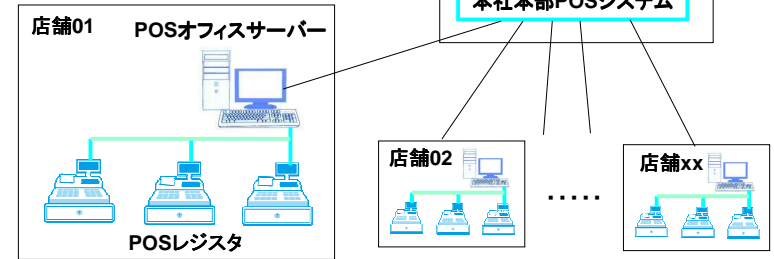 本社本部POSシステム
店舗01
POSオフィスサーバー
POSレジスタ
店舗02
・・・・・
店舗xx